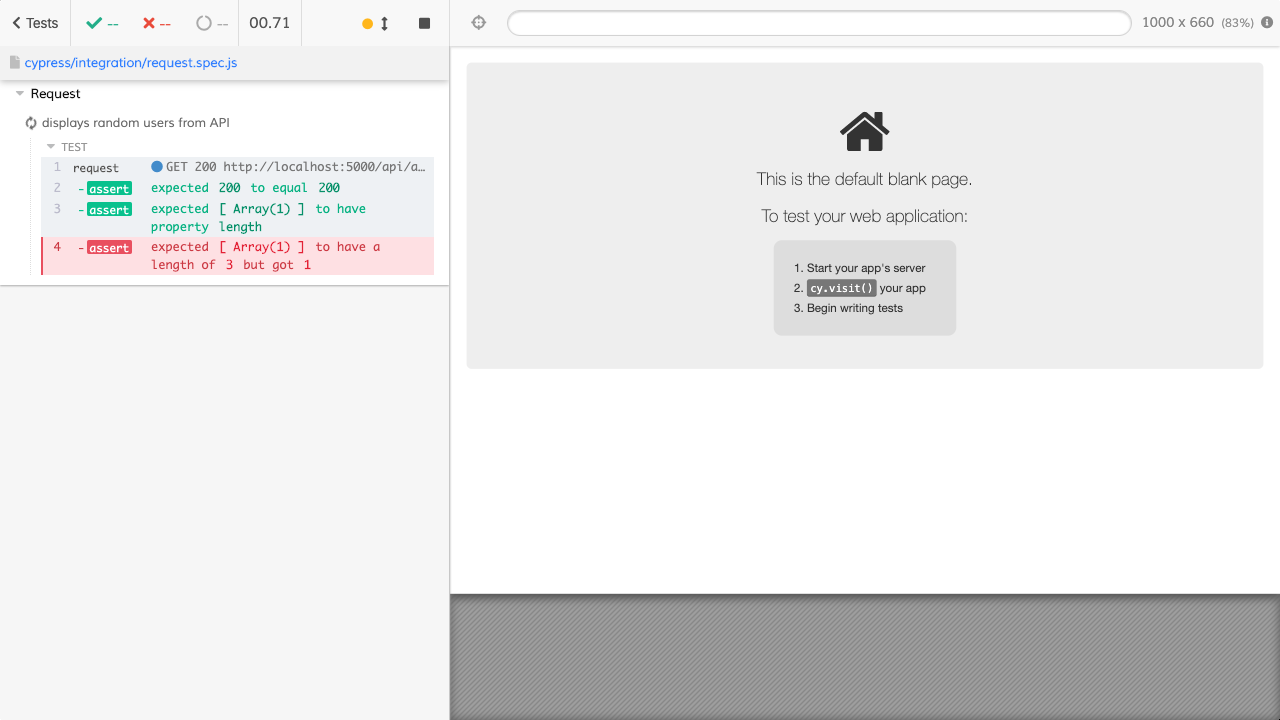 Tests
--
--
--
00.71
1000 x 660 (83%)
cypress/integration/request.spec.js
Request
displays random users from API
TEST
1 request GET 200 http://localhost:5000/api/a…
2 -assert expected 200 to equal 200
3 -assert expected [ Array(1) ] to have
property length
4 -assert expected [ Array(1) ] to have a
length of 3 but got 1
This is the default blank page.
To test your web application:
1. Start your app's server
2. cy.visit() your app
3. Begin writing tests